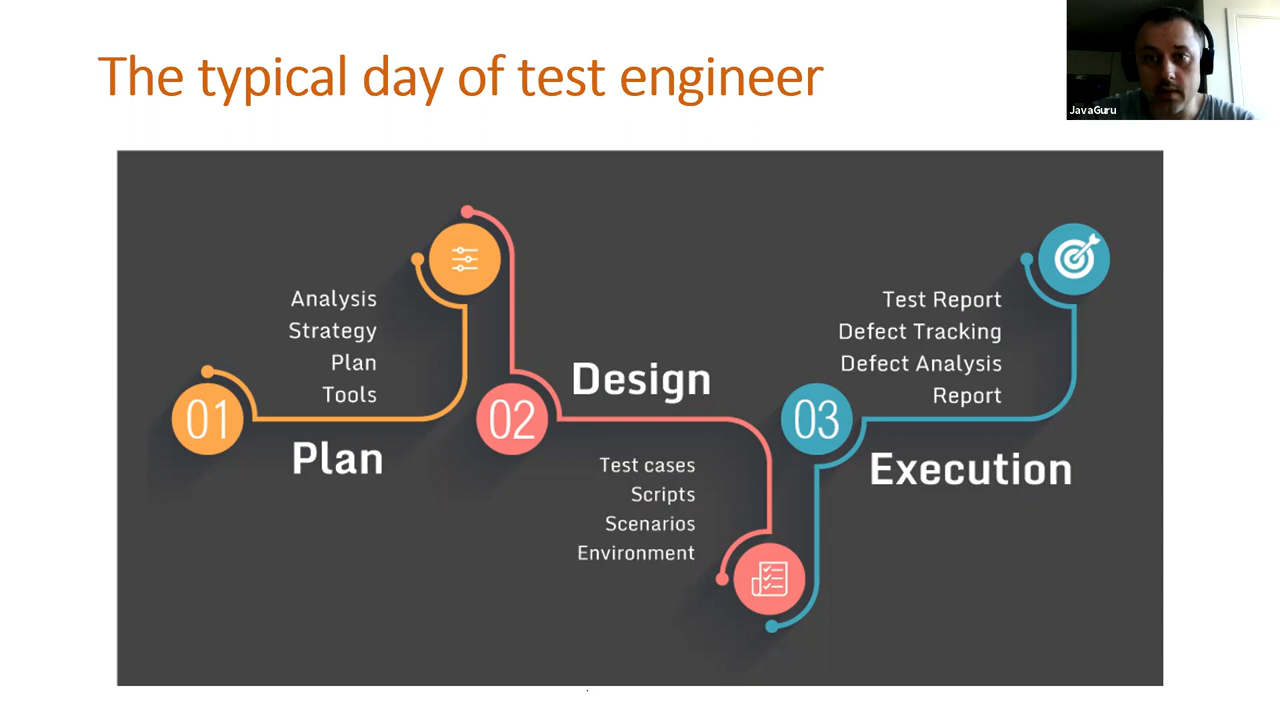 The typical day of test engineer
JavaGuru
Analysis
Strategy
Plan
Tools
01
Plan
02
Design
Test cases
Scripts
Scenarios
Environment
03
Test Report
Defect Tracking
Defect Analysis
Report
Execution